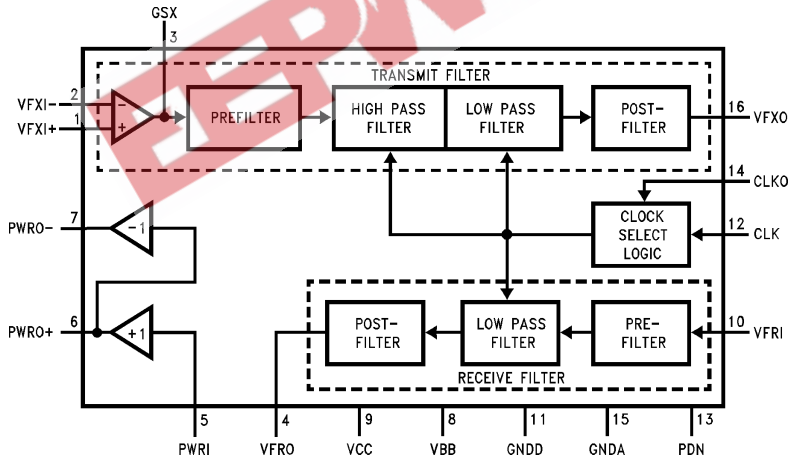 GSX
3
TRANSMIT FILTER
2
VFXI-
1
VFXI+
-
+
PREFILTER
HIGH PASS
FILTER
LOW PASS
FILTER
POST-
FILTER
16
VFXO
14
CLKO
7
PWRO-
-1
CLOCK
SELECT
LOGIC
12
CLK
6
PWRO+
+1
POST-
FILTER
LOW PASS
FILTER
PRE-
FILTER
10
VFRI
RECEIVE FILTER
5
4
9
8
11
15
13
PWRI
VFRO
VCC
VBB
GNDD
GNDA
PDN